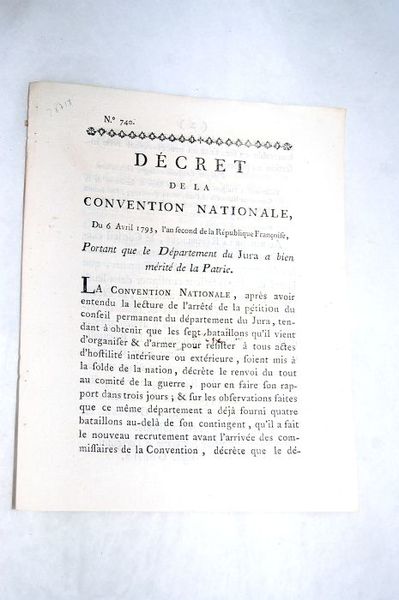 N.º 740.
DÉCRET
DE LA
CONVENTION NATIONALE,
Du 6 Avril 1793, l'an second de la République Françoise,
Portant que le Département du Jura a bien
mérité de la Patrie.
LA CONVENTION NATIONALE, après avoir
entendu la lecture de l'arrêté de la pétition du
conseil permanent du département du Jura, ten-
dant à obtenir que les sept bataillons qu'il vient
d'organiser & d'armer pour résister à tous actes
d'hostilité intérieure ou extérieure, soient mis à
la solde de la nation, décrète le renvoi du tout
au comité de la guerre, pour en faire son rap-
port dans trois jours; & sur les observations faites
que ce même département a déjà fourni quatre
bataillons au-delà de son contingent, qu'il a fait
le nouveau recrutement avant l'arrivée des com-
missaires de la Convention, décrète que le dé-